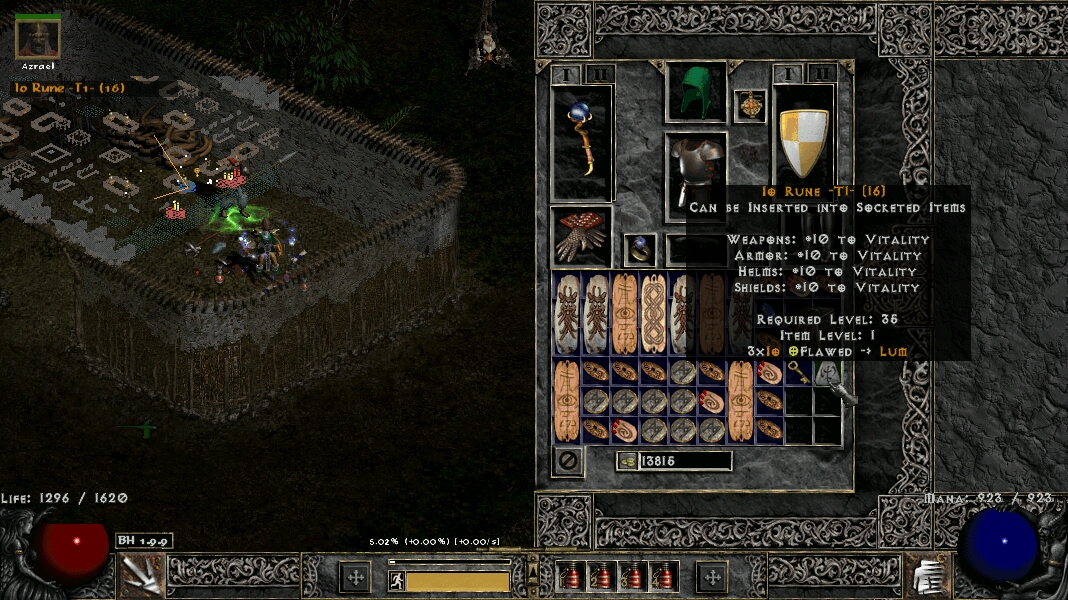 Azrael
Io Rune -T1- (16)
I
II
I
II
Io Rune -T1- (16)
Can be Inserted into Socketed Items
Weapons: +10 to Vitality
Armor: +10 to Vitality
Helms: +10 to Vitality
Shields: +10 to Vitality
Required Level: 35
Item Level: 1
3xIo +Flawed -> Lum
13815
Life: 1296 / 1620
Mana: 923 / 923
BH 1.9.9
5.02% (+0.00%) [+0.00/s]